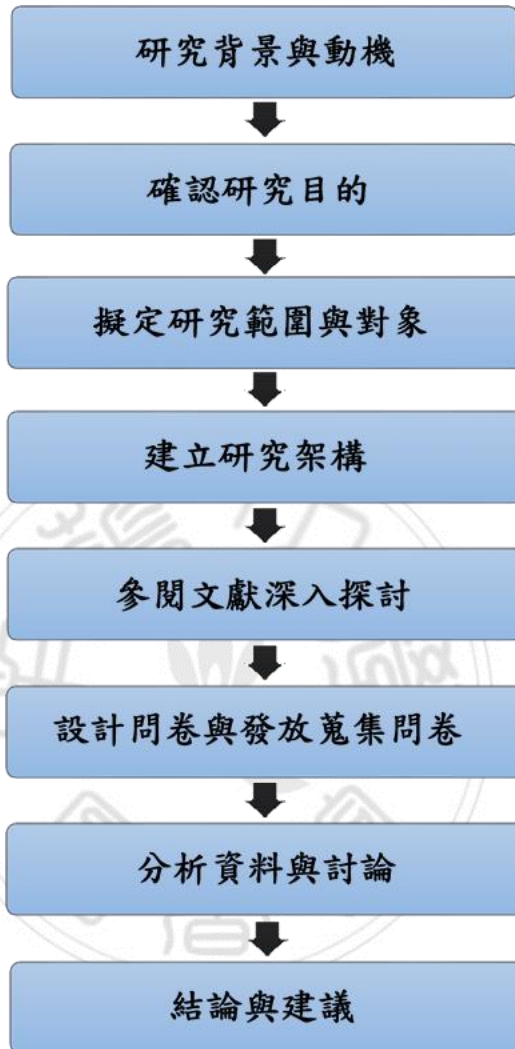 研究背景與動機
確認研究目的
擬定研究範圍與對象
建立研究架構
參閱文獻深入探討
設計問卷與發放蒐集問卷
分析資料與討論
結論與建議